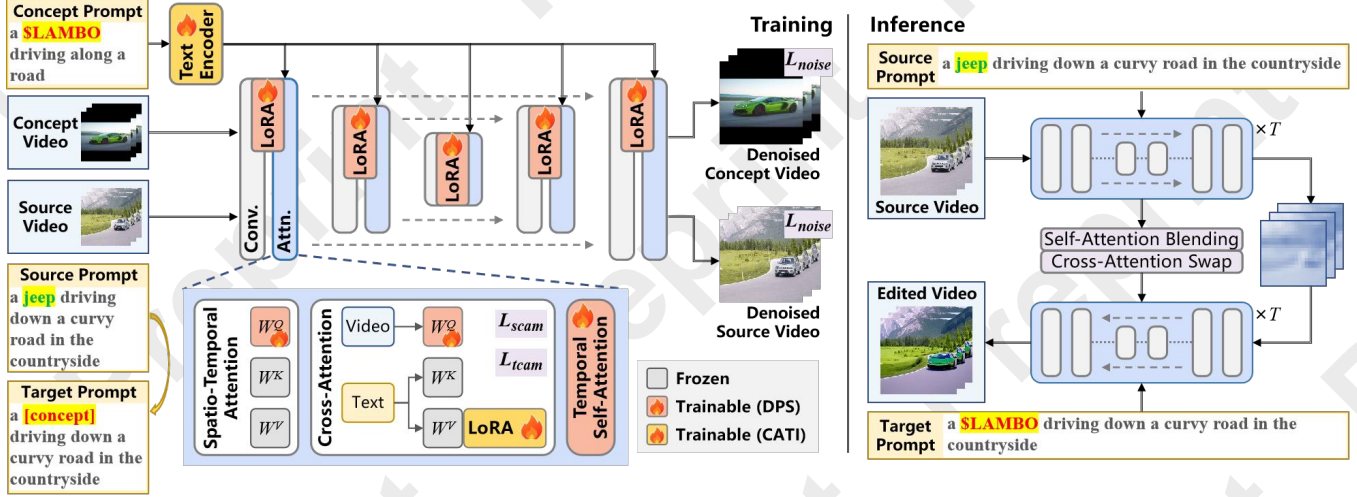 Concept Prompt
a $LAMBO
driving along a
road
Text
Encoder
Concept
Video
Source
Video
Source Prompt
a jeep driving
down a curvy
road in the
countryside
Target Prompt
a [concept]
driving down a
curvy road in the
countryside
LoRA
LoRA
LoRA
LoRA
LoRA
Conv.
Attn.
Training
L_noise
Denoised
Concept Video
L_noise
Denoised
Source Video
Spatio-Temporal
Attention
W^Q
W^K
W^V
Cross-Attention
Video
Text
W^Q
W^K
W^V
LoRA
L_scam
L_tcam
Temporal
Self-Attention
Frozen
Trainable (DPS)
Trainable (CATI)
Inference
Source
Prompt
a jeep driving down a curvy road in the countryside
Source Video
× T
Self-Attention Blending
Cross-Attention Swap
Edited Video
× T
Target
Prompt
a $LAMBO driving down a curvy road in the
countryside